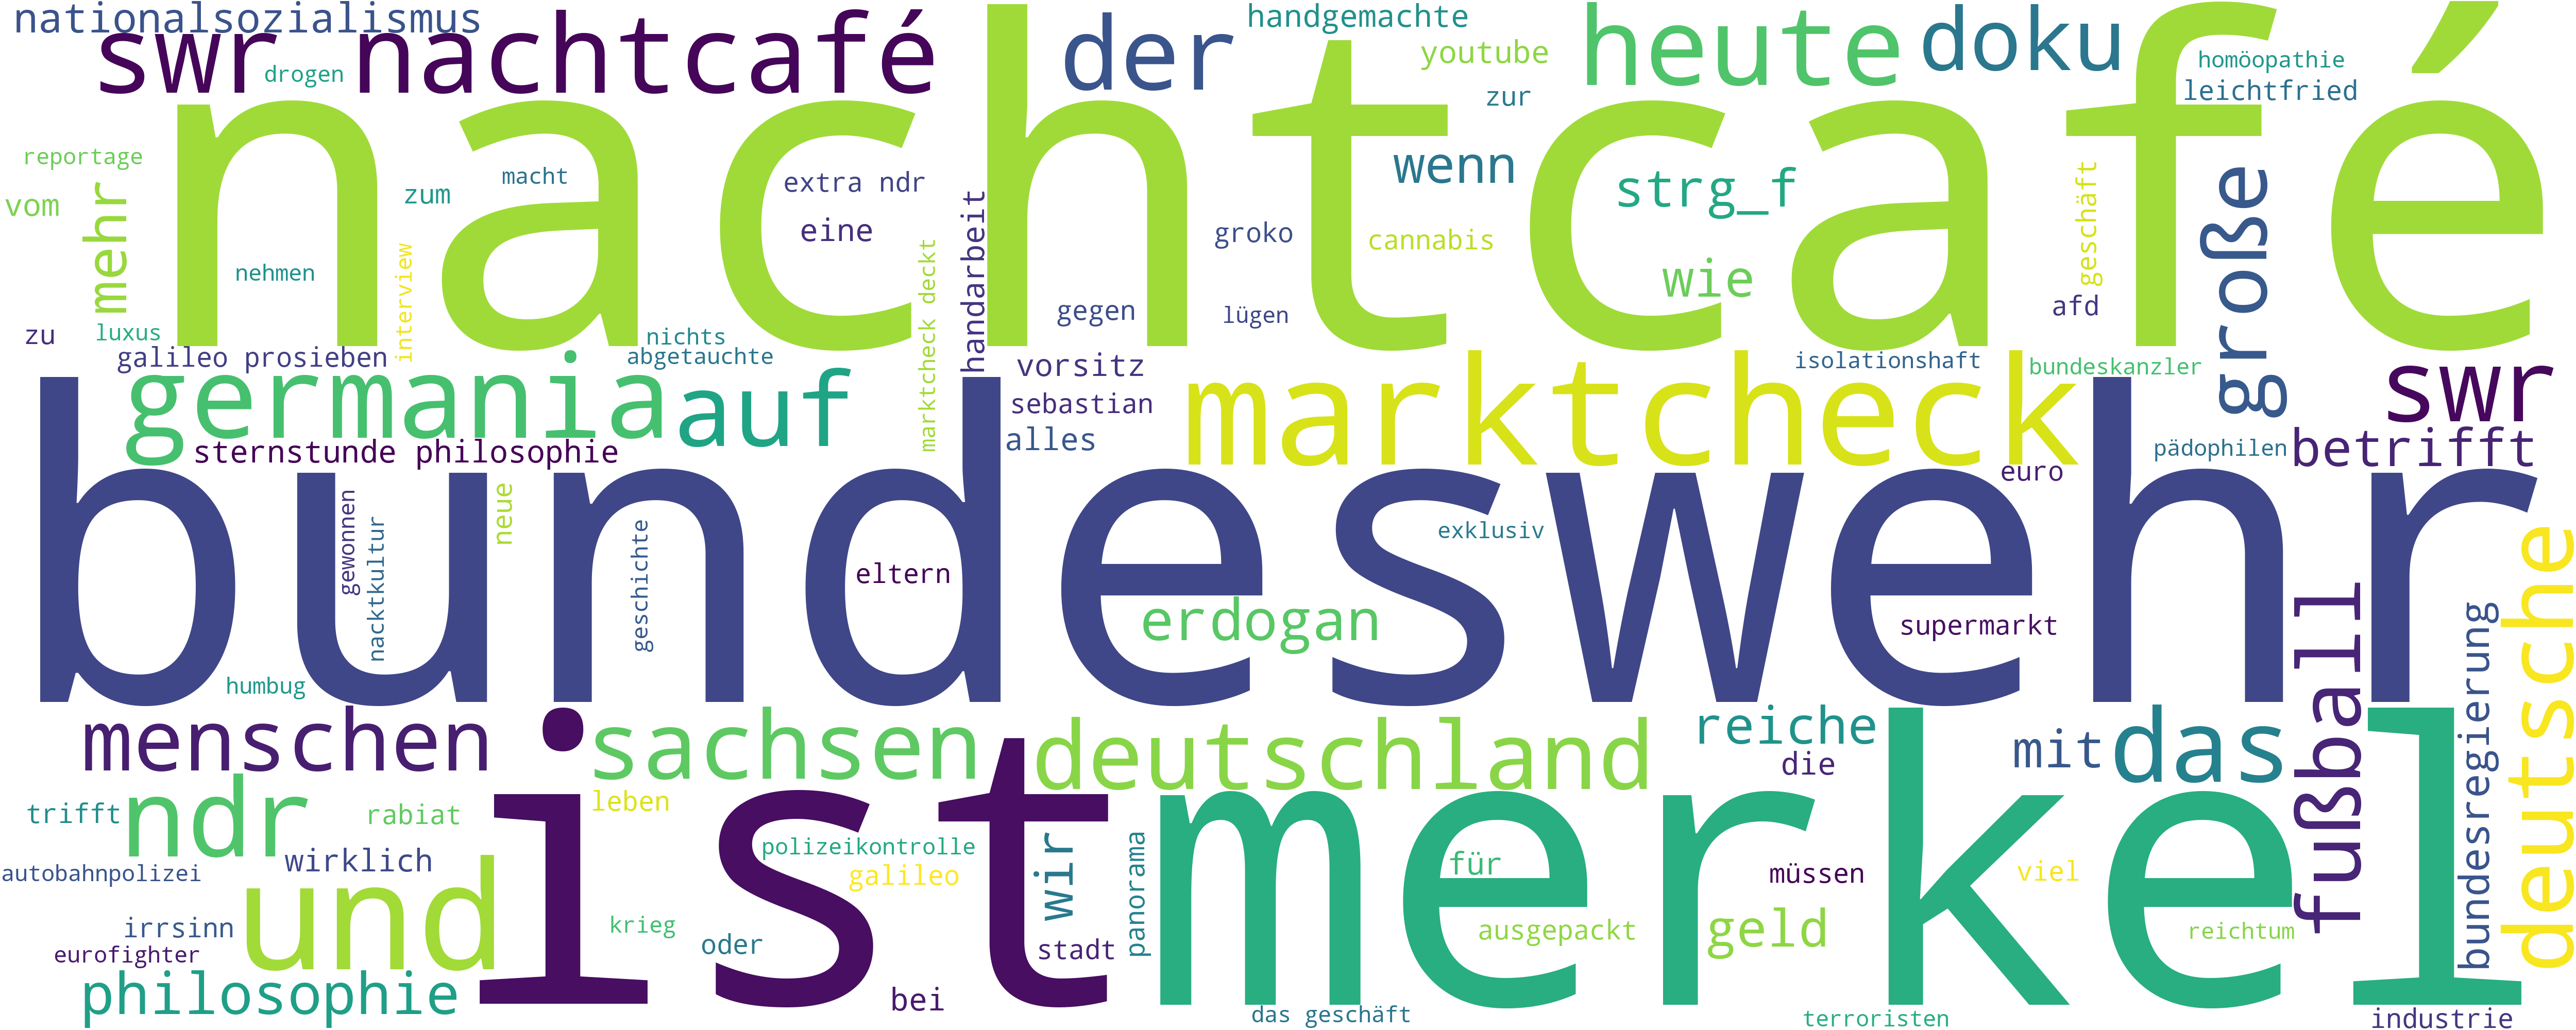 nationalsozialismus
swr nachtcafé
drogen
der
handgemachte
youtube
zur
heute
doku
homöopathie
leichtfried
nachtcafé
reportage
vom
mehr
zum
macht
extra ndr
eine
nehmen
interview
marktcheck deckt
handarbeit
groko
cannabis
wenn
strg_f
wie
gegen
lügen
geschäft
afd
große
zu
luxus
galileo prosieben
nichts
abgetauchte
vorsitz
isolationshaft
bundeskanzler
germania
auf
sebastian
alles
marktcheck
swr
sternstunde philosophie
pädophilen
betrifft
euro
bundeswehr
gewonnen
nacktkultur
neue
geschichte
eltern
exklusiv
erdogan
supermarkt
humbug
fußball
bundesregierung
deutsche
menschen
sachsen
deutschland
reiche
die
mit
das
trifft
ndr
rabiat
leben
ist
merkel
wirklich
autobahnpolizei
polizeikontrolle
galileo
wir
panorama
für
müssen
viel
und
irrsinn
eurofighter
krieg
oder
stadt
ausgepackt
geld
reichtum
philosophie
bei
das geschäft
terroristen
industrie